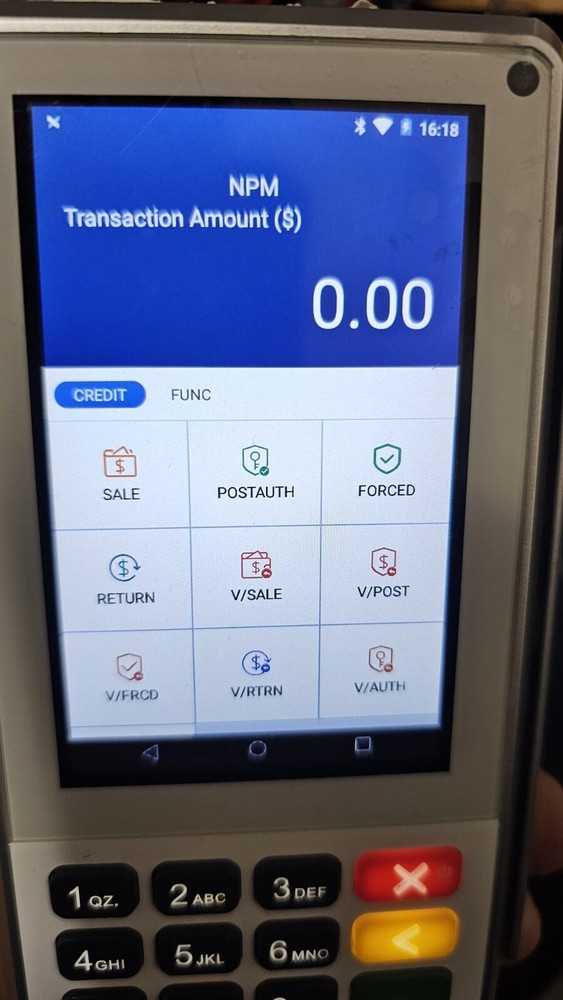 16:18
NPM
Transaction Amount ($)
0.00
CREDIT FUNC
SALE POSTAUTH FORCED
RETURN V/SALE V/POST
V/FRCD V/RTRN V/AUTH
1 QZ. 2 ABC 3 DEF
4 GHI 5 JKL 6 MNO